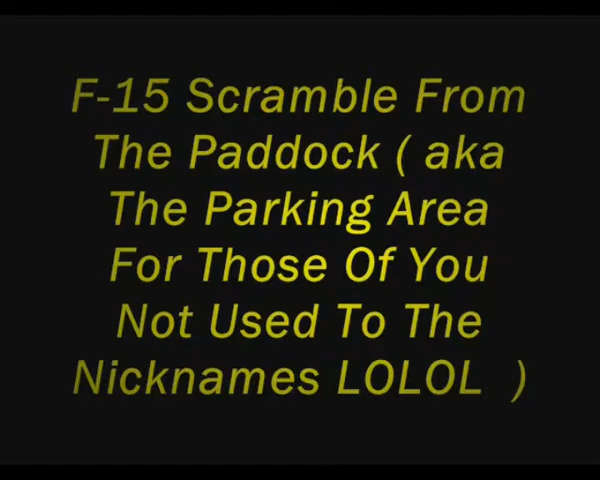 F-15 Scramble From
The Paddock ( aka
The Parking Area
For Those Of You
Not Used To The
Nicknames LOLOL )